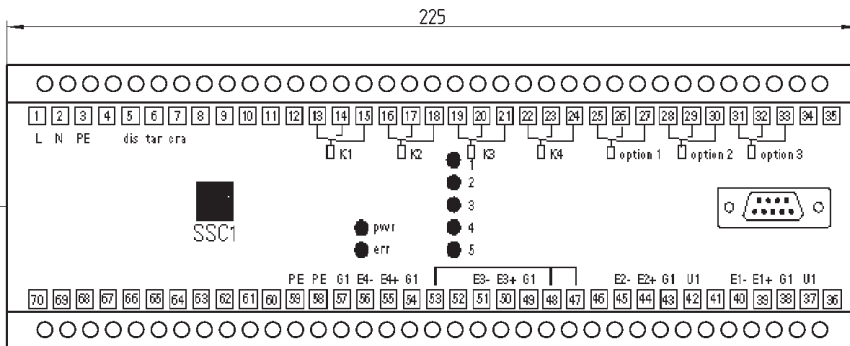 225
1 2 3 4 5 6 7 8 9 10 11 12 13 14 15 16 17 18 19 20 21 22 23 24 25 26 27 28 29 30 31 32 33 34 35
L N PE dis tar cra
K1 K2 K3 K4 option 1 option 2 option 3
1
2
3
pwr 4
err 5
SSC1
PE PE G1 E4- E4+ G1 E3- E3+ G1 E2- E2+ G1 U1 E1- E1+ G1 U1
70 69 68 67 66 65 64 63 62 61 60 59 58 57 56 55 54 53 52 51 50 49 48 47 46 45 44 43 42 41 40 39 38 37 36